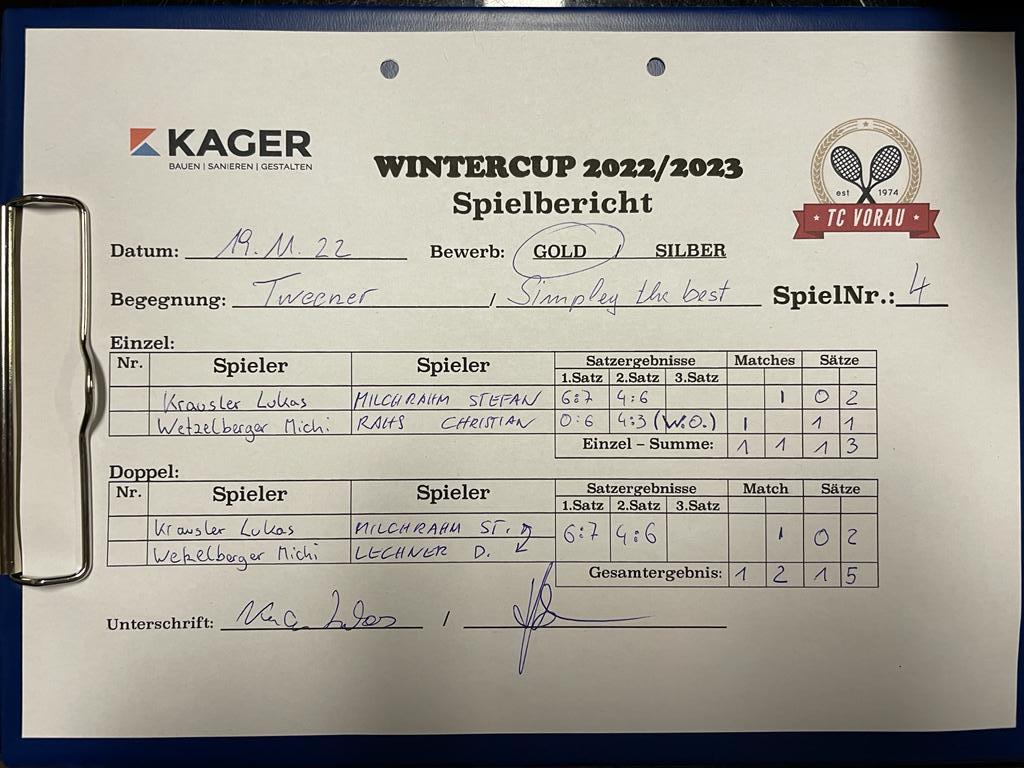 KAGER
BAUEN | SANIEREN | GESTALTEN
WINTERCUP 2022/2023
Spielbericht
est 1974
TC VORAU
Datum: 19.11.22 Bewerb: GOLD / SILBER
Begegnung: Tweener / Simpley the best SpielNr.: 4
Einzel:
Nr. Spieler Spieler Satzergebnisse Matches Sätze
1.Satz 2.Satz 3.Satz
Krausler Lukas MILCHRAHM STEFAN 6:7 4:6 1 0 2
Wetzelberger Michi RAHS CHRISTIAN 0:6 4:3 (W.O.) 1 1 1
Einzel – Summe: 1 1 1 3
Doppel:
Nr. Spieler Spieler Satzergebnisse Match Sätze
1.Satz 2.Satz 3.Satz
Krausler Lukas MILCHRAHM ST. 6:7 4:6 1 0 2
Wetzelberger Michi LECHNER D.
Gesamtergebnis: 1 2 1 5
Unterschrift: /